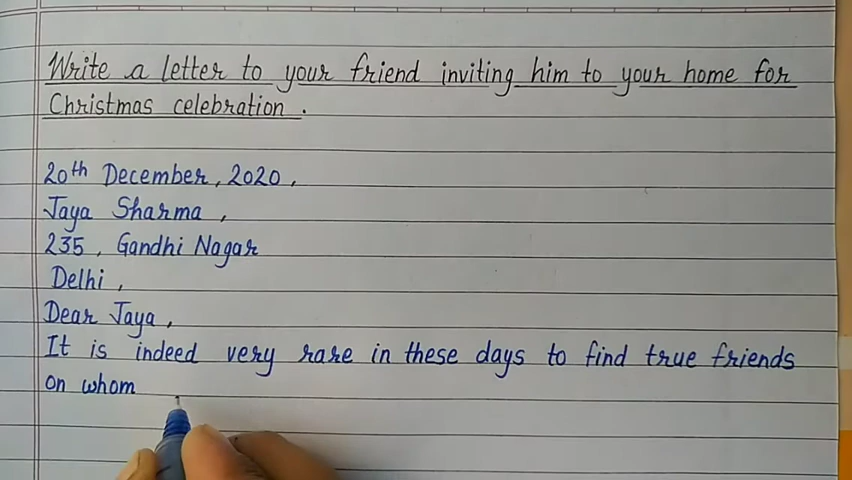 Write a letter to your friend inviting him to your home for
Christmas celebration .
20th December, 2020,
Jaya Sharma,
235, Gandhi Nagar
Delhi,
Dear Jaya,
It is indeed very rare in these days to find true friends
on whom